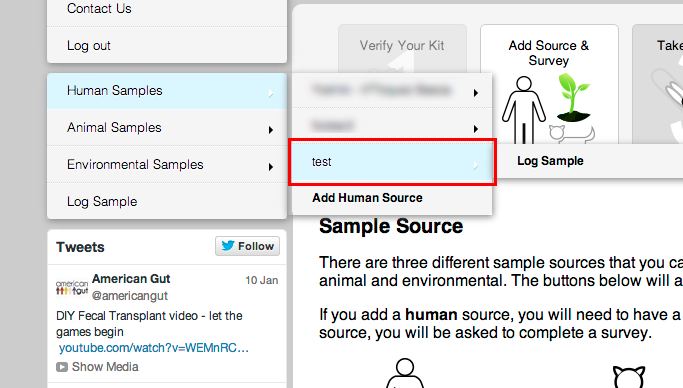 Contact Us
Log out
Human Samples
Animal Samples
Environmental Samples
Log Sample
test
Add Human Source
Log Sample
Verify Your Kit
1
Add Source &
Survey
Take
Tweets
Follow
american
gut
American Gut
10 Jan
@americangut
DIY Fecal Transplant video - let the
games begin
youtube.com/watch?v=WEMnRC...
Show Media
Sample Source
There are three different sample sources that you ca
animal and environmental. The buttons below will a
If you add a human source, you will need to have a
source, you will be asked to complete a survey.